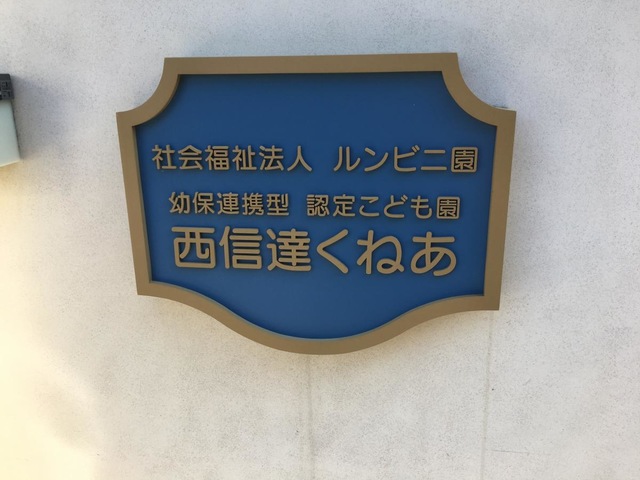 社会福祉法人 ルンビニ園
幼保連携型 認定こども園
西信達くねあ